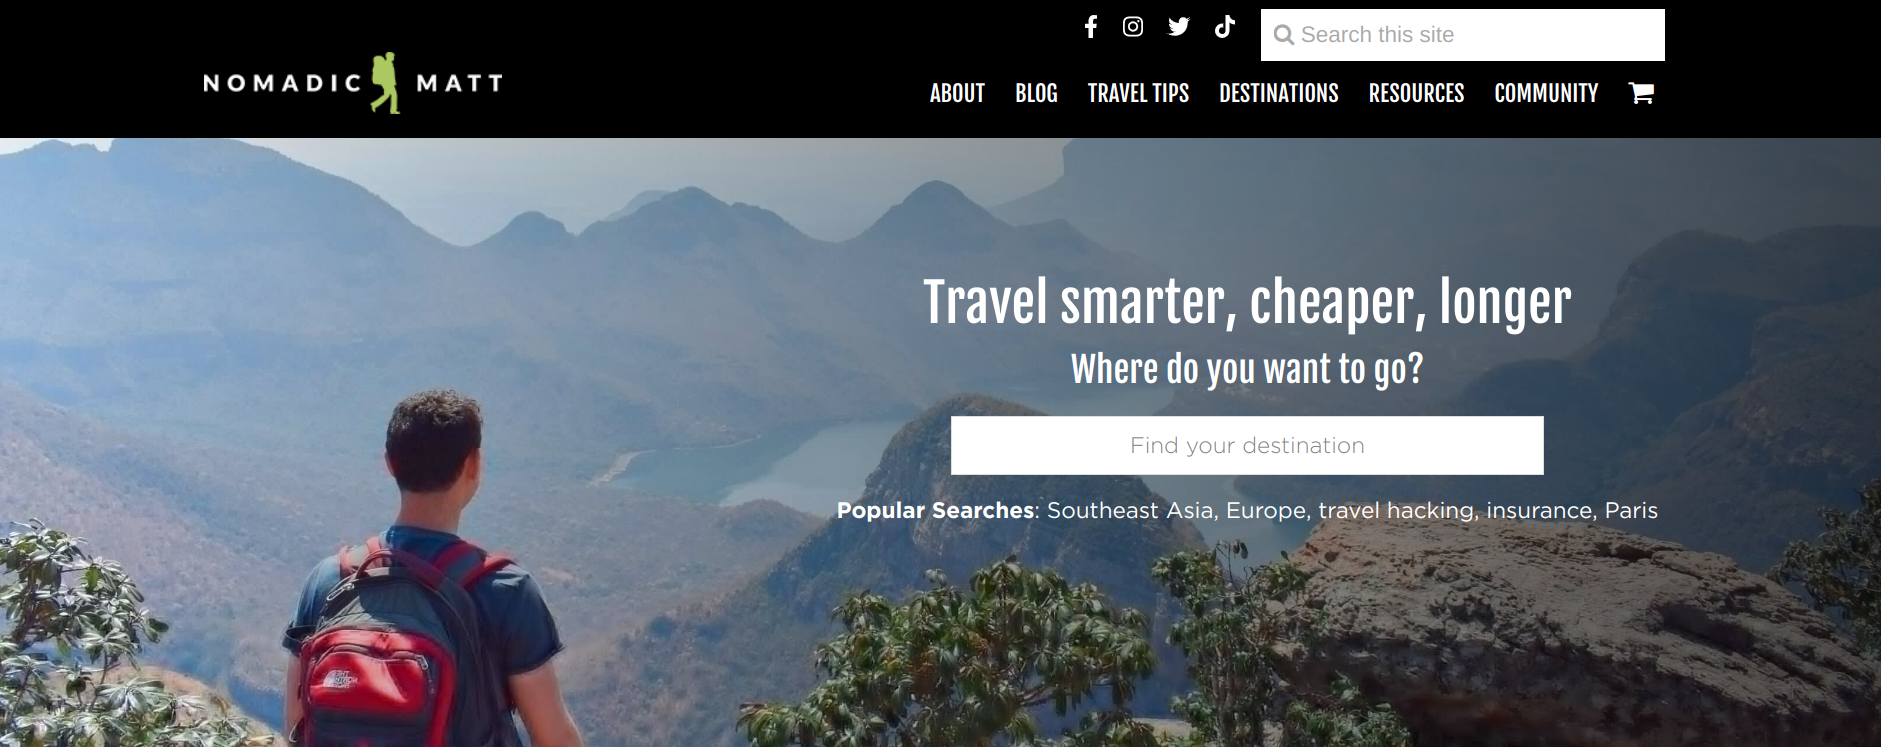 Search this site
NOMADIC MATT
ABOUT BLOG TRAVEL TIPS DESTINATIONS RESOURCES COMMUNITY
Travel smarter, cheaper, longer
Where do you want to go?
Find your destination
Popular Searches: Southeast Asia, Europe, travel hacking, insurance, Paris